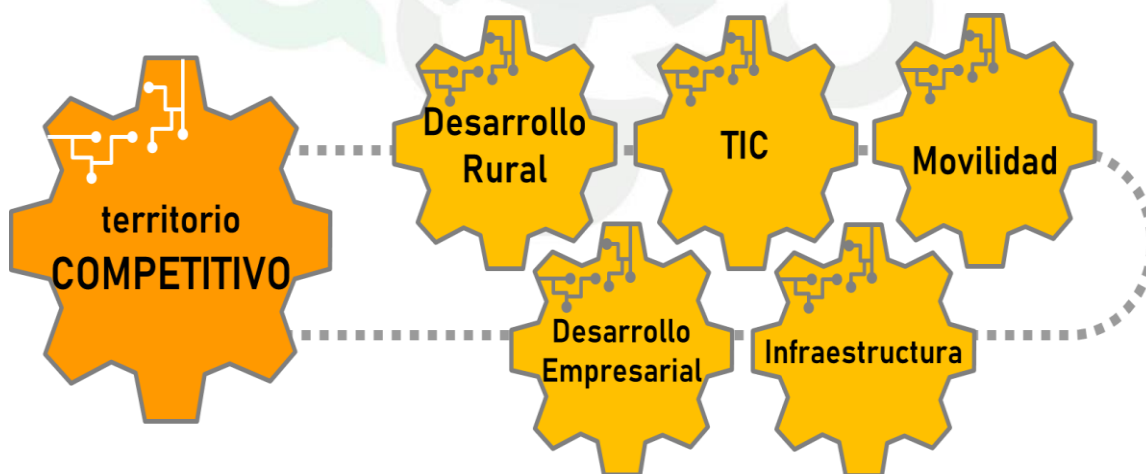 territorio
COMPETITIVO
Desarrollo
Rural
TIC
Movilidad
Desarrollo
Empresarial
Infraestructura